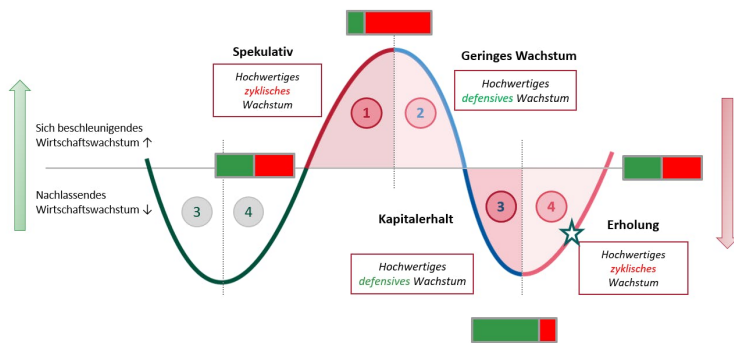 Spekulativ
Hochwertiges
zyklisches
Wachstum
Geringes Wachstum
Hochwertiges
defensives Wachstum
1
2
Sich beschleunigendes
Wirtschaftswachstum ↑
Nachlassendes
Wirtschaftswachstum ↓
3
4
3
4
Kapitalerhalt
Hochwertiges
defensives Wachstum
Erholung
Hochwertiges
zyklisches
Wachstum